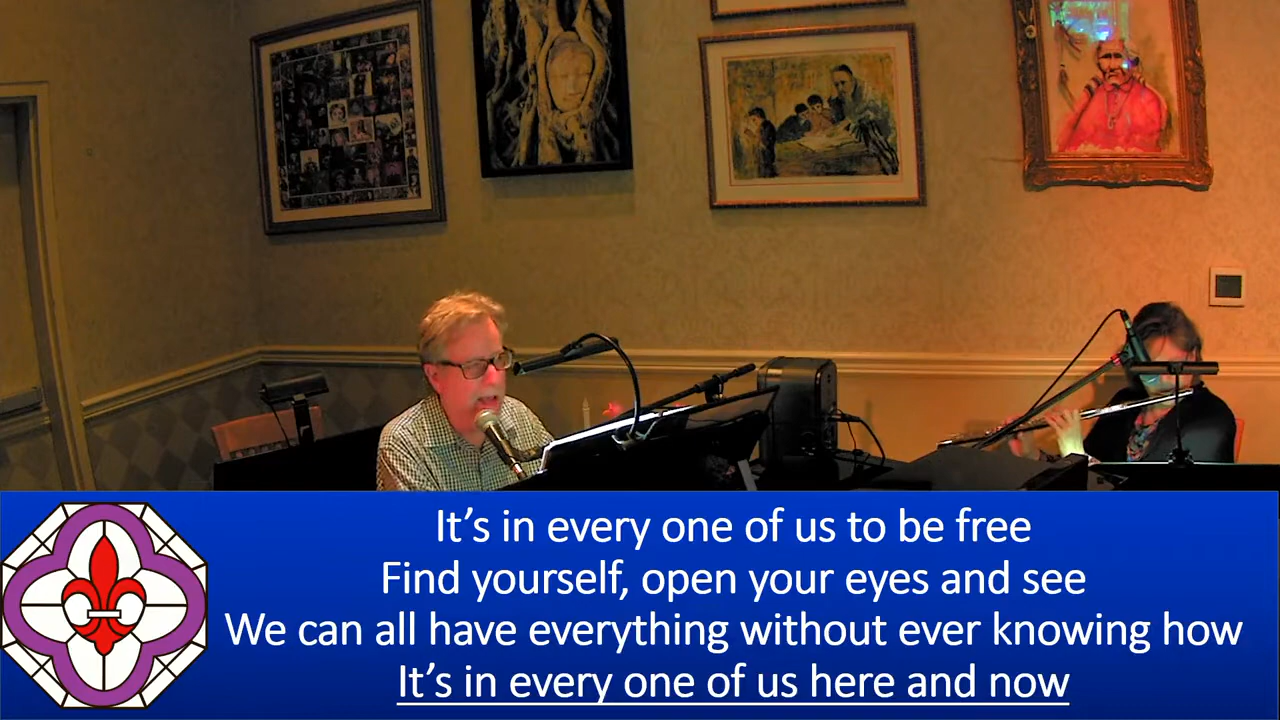 It’s in every one of us to be free
Find yourself, open your eyes and see
We can all have everything without ever knowing how
It’s in every one of us here and now